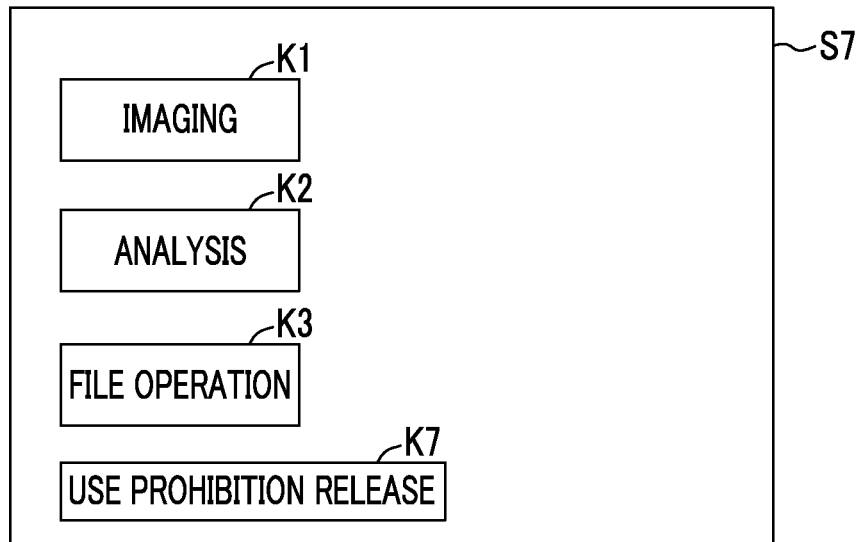 S7
K1
IMAGING
K2
ANALYSIS
K3
FILE OPERATION
K7
USE PROHIBITION RELEASE